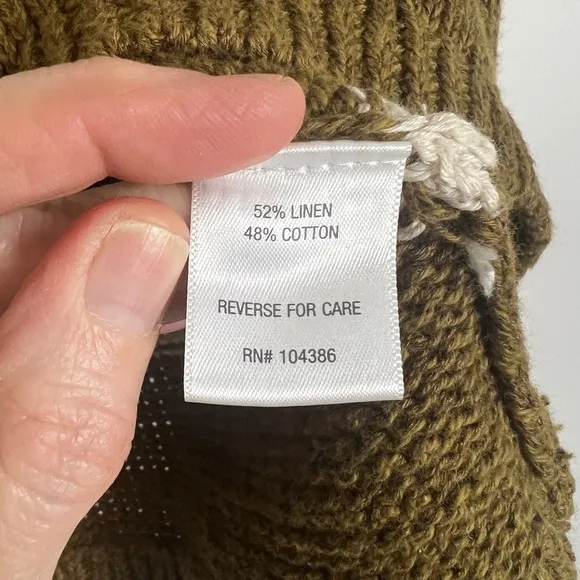 52% LINEN
48% COTTON
REVERSE FOR CARE
RN# 104386